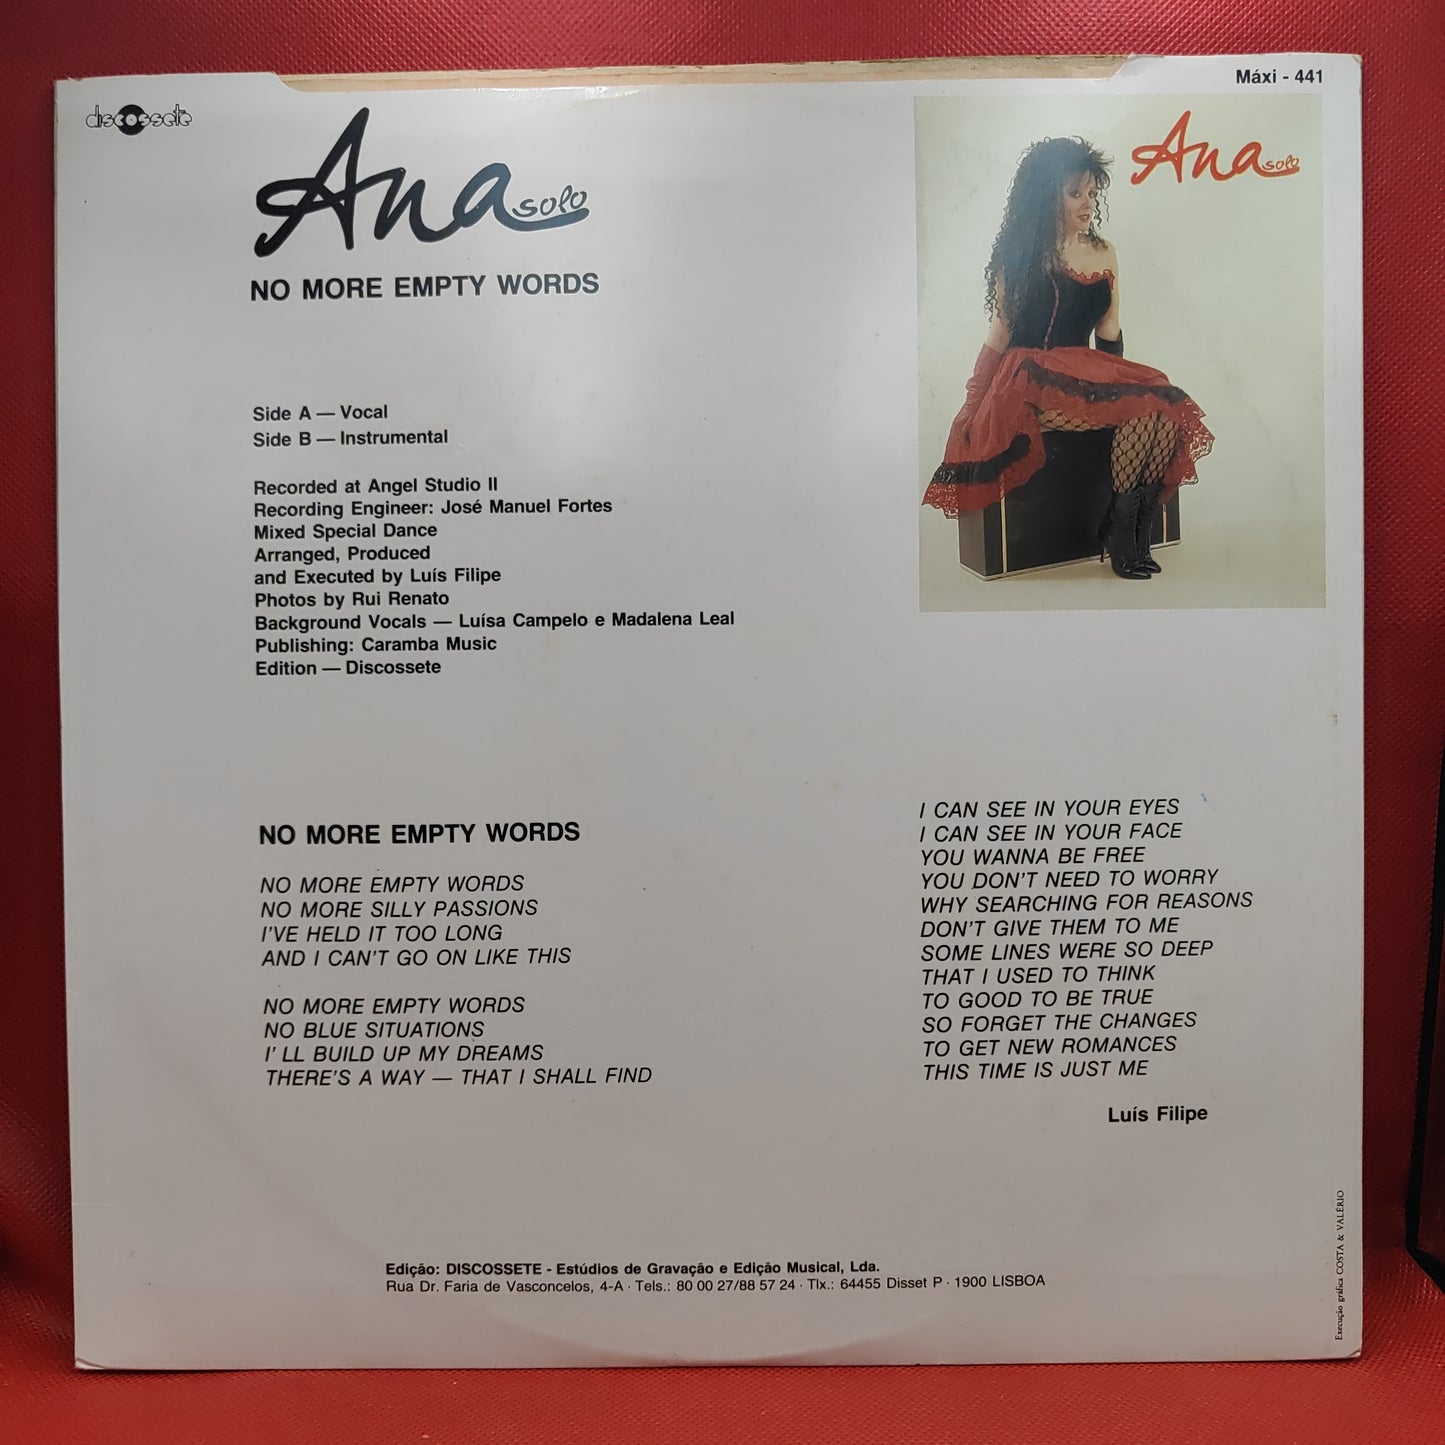 discossete
Máxi - 441
Ana solo
Ana solo
NO MORE EMPTY WORDS
Side A — Vocal
Side B — Instrumental
Recorded at Angel Studio II
Recording Engineer: José Manuel Fortes
Mixed Special Dance
Arranged, Produced
and Executed by Luís Filipe
Photos by Rui Renato
Background Vocals — Luísa Campelo e Madalena Leal
Publishing: Caramba Music
Edition — Discossete
NO MORE EMPTY WORDS
NO MORE EMPTY WORDS
NO MORE SILLY PASSIONS
I'VE HELD IT TOO LONG
AND I CAN'T GO ON LIKE THIS
NO MORE EMPTY WORDS
NO BLUE SITUATIONS
I' LL BUILD UP MY DREAMS
THERE'S A WAY — THAT I SHALL FIND
I CAN SEE IN YOUR EYES
I CAN SEE IN YOUR FACE
YOU WANNA BE FREE
YOU DON'T NEED TO WORRY
WHY SEARCHING FOR REASONS
DON'T GIVE THEM TO ME
SOME LINES WERE SO DEEP
THAT I USED TO THINK
TO GOOD TO BE TRUE
SO FORGET THE CHANGES
TO GET NEW ROMANCES
THIS TIME IS JUST ME
Luís Filipe
Edição: DISCOSSETE - Estúdios de Gravação e Edição Musical, Lda.
Rua Dr. Faria de Vasconcelos, 4-A · Tels.: 80 00 27/88 57 24 · Tlx.: 64455 Disset P · 1900 LISBOA
Execução gráfica COSTA & VALÉRIO